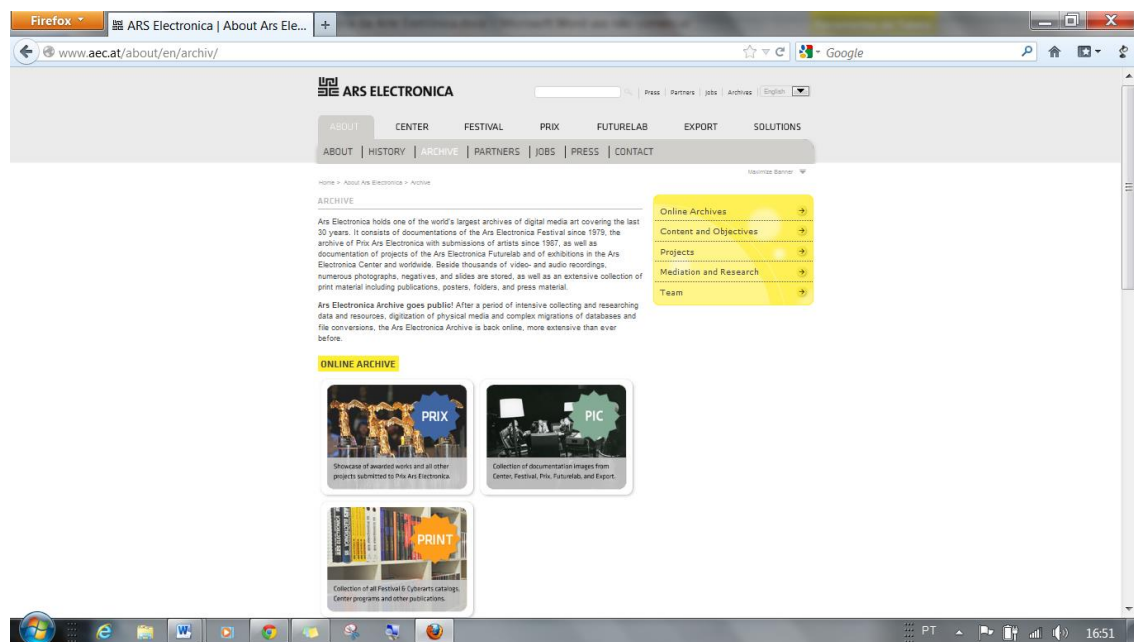 Firefox
ARS Electronica | About Ars Ele...
www.aec.at/about/en/archiv/
Google
ARS ELECTRONICA
Press | Partners | Jobs | Archives | English
ABOUT CENTER FESTIVAL PRIX FUTURELAB EXPORT SOLUTIONS
ABOUT | HISTORY | ARCHIVE | PARTNERS | JOBS | PRESS | CONTACT
Maximize Banner
Home > About Ars Electronica > Archive
ARCHIVE
Ars Electronica holds one of the world's largest archives of digital media art covering the last
30 years. It consists of documentations of the Ars Electronica Festival since 1979, the
archive of Prix Ars Electronica with submissions of artists since 1987, as well as
documentation of projects of the Ars Electronica Futurelab and of exhibitions in the Ars
Electronica Center and worldwide. Beside thousands of video- and audio recordings,
numerous photographs, negatives, and slides are stored, as well as an extensive collection of
print material including publications, posters, folders, and press material.
Ars Electronica Archive goes public! After a period of intensive collecting and researching
data and resources, digitization of physical media and complex migrations of databases and
file conversions, the Ars Electronica Archive is back online, more extensive than ever
before.
Online Archives
Content and Objectives
Projects
Mediation and Research
Team
ONLINE ARCHIVE
PRIX
Showcase of awarded works and all other
projects submitted to Prix Ars Electronica.
PIC
Collection of documentation images from
Center, Festival, Prix, Futurelab, and Export.
PRINT
Collection of all Festival & Cyberarts catalogs,
Center programs and other publications.
PT
16:51